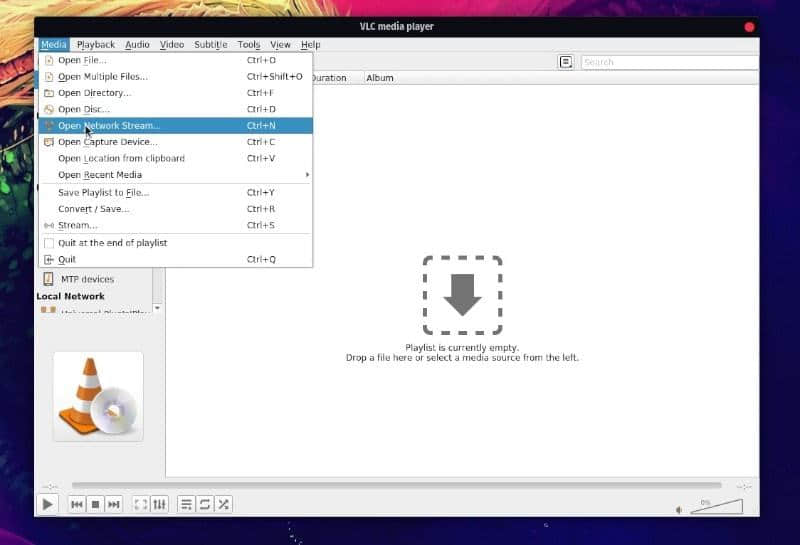 VLC media player
Media Playback Audio Video Subtitle Tools View Help
Open File... Ctrl+O
Open Multiple Files... Ctrl+Shift+O
Open Directory... Ctrl+F
Open Disc... Ctrl+D
Open Network Stream... Ctrl+N
Open Capture Device... Ctrl+C
Open Location from clipboard Ctrl+V
Open Recent Media
Save Playlist to File... Ctrl+Y
Convert / Save... Ctrl+R
Stream... Ctrl+S
Quit at the end of playlist
Quit Ctrl+Q
Search
Duration Album
MTP devices
Local Network
Playlist is currently empty.
Drop a file here or select a media source from the left.
--:-- --:--
0%